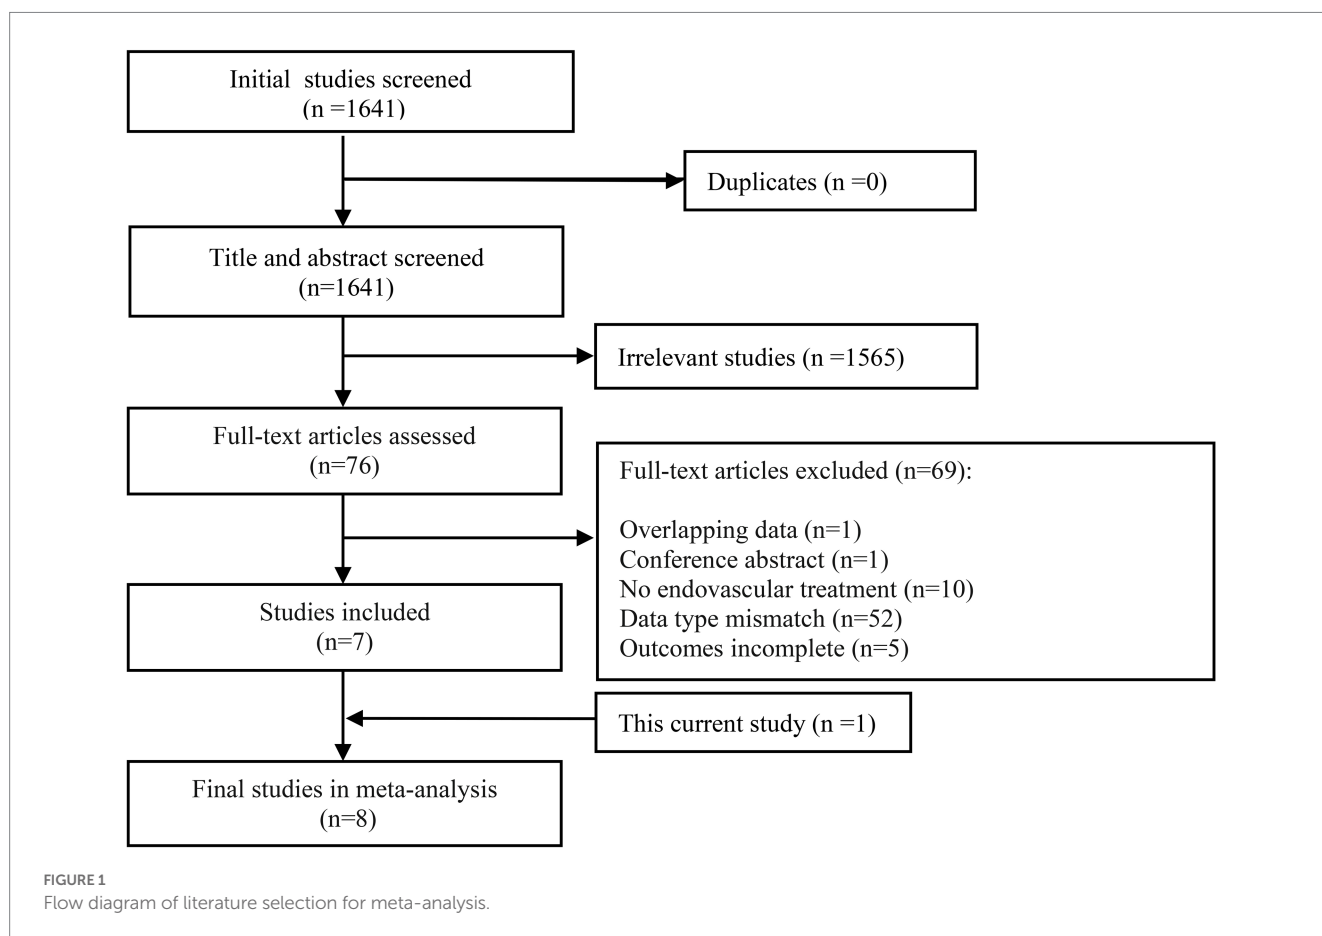 Initial studies screened
(n =1641)
Duplicates (n =0)
Title and abstract screened
(n=1641)
Irrelevant studies (n =1565)
Full-text articles assessed
(n=76)
Full-text articles excluded (n=69):
Overlapping data (n=1)
Conference abstract (n=1)
No endovascular treatment (n=10)
Data type mismatch (n=52)
Outcomes incomplete (n=5)
Studies included
(n=7)
This current study (n =1)
Final studies in meta-analysis
(n=8)
FIGURE 1
Flow diagram of literature selection for meta-analysis.